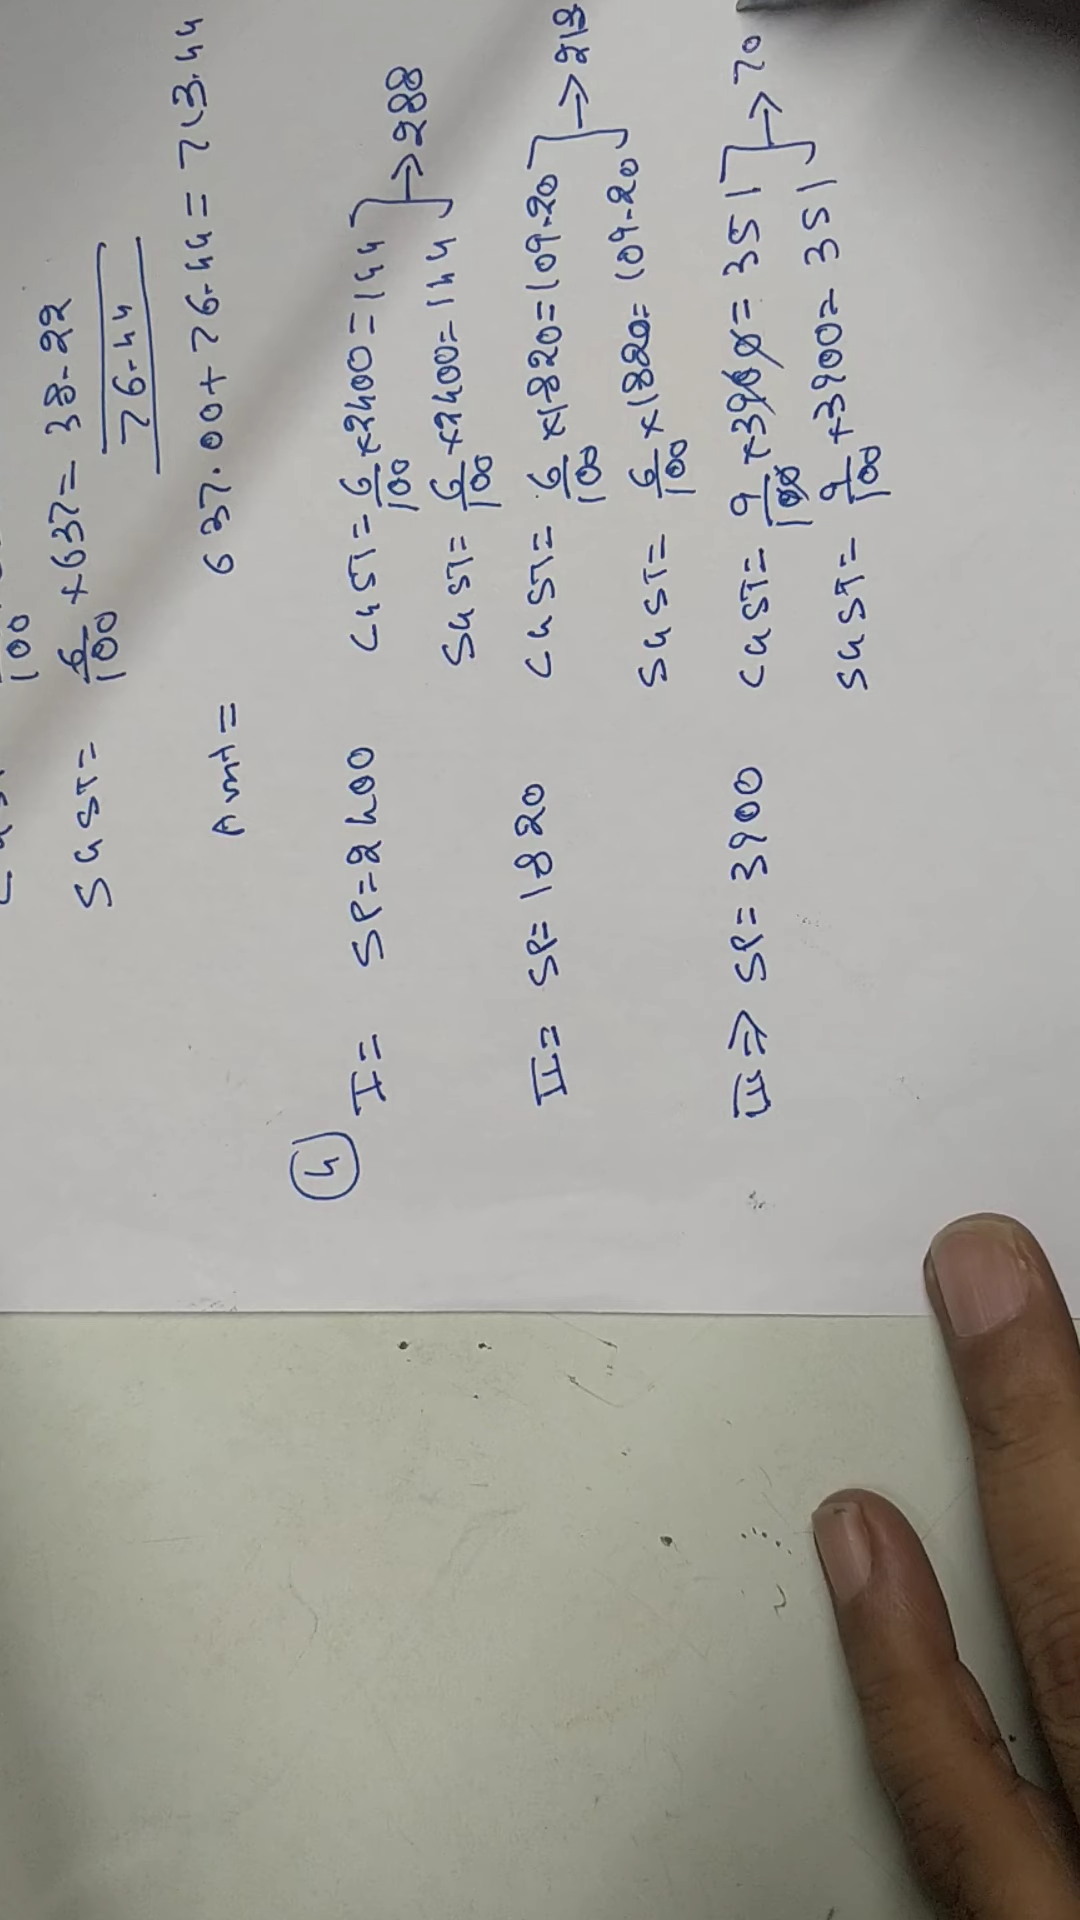 100
SGST= 6/100 ×637= 38.22
76.44
Amt= 637.00+76.44= 713.44
4
I= SP=2400 CGST= 6/100 ×2400=144 →288
SGST= 6/100 ×2400=144
II= SP= 1820 CGST= 6/100 ×1820=109.20 →218
SGST= 6/100 ×1820= 109.20
III⇒ SP= 3900 CGST= 9/100 ×3900= 351 →70
SGST= 9/100 ×3900= 351